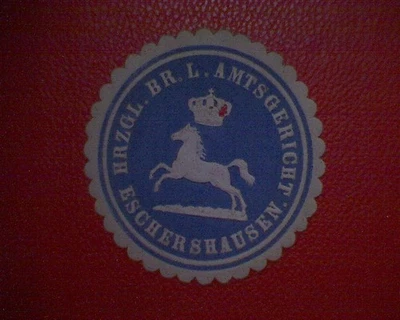 HRZGL. BR. L. AMTSGERICHT.
ESCHERSHAUSEN.